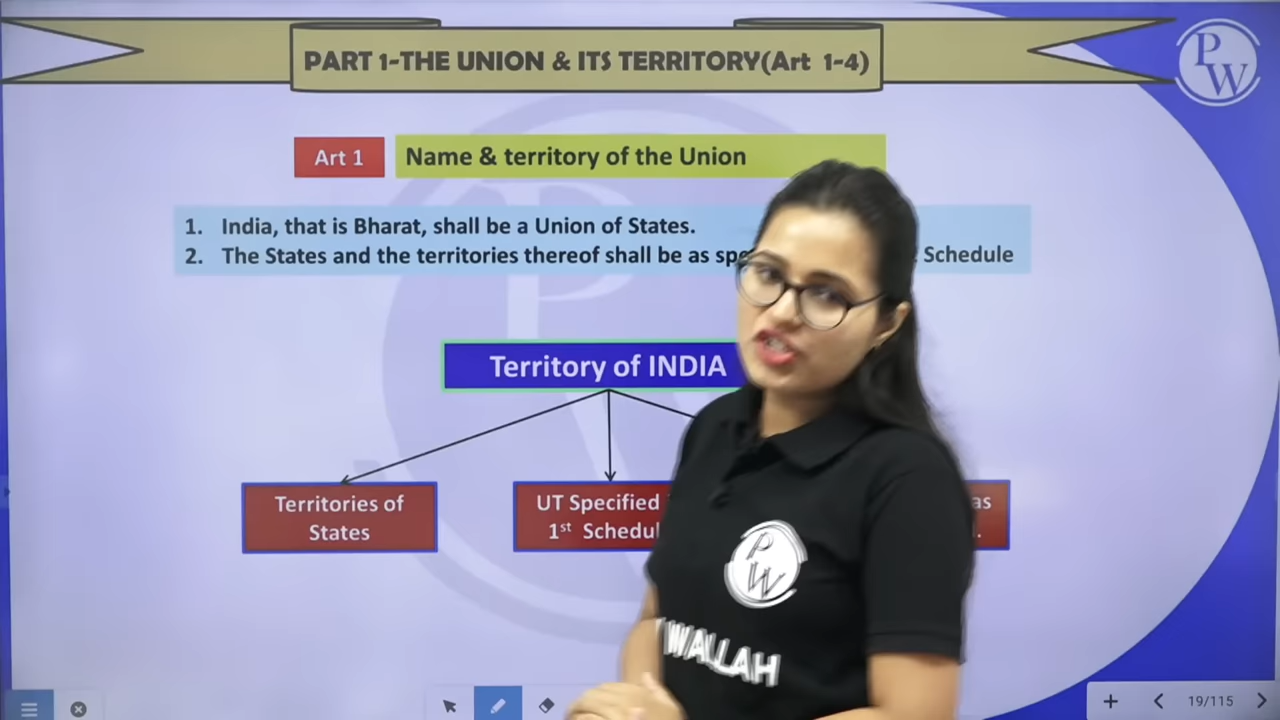 PART 1-THE UNION & ITS TERRITORY(Art 1-4)
P
W
Art 1
Name & territory of the Union
1. India, that is Bharat, shall be a Union of States.
2. The States and the territories thereof shall be as Schedule
Territory of INDIA
Territories of
States
UT Specified
1st
as
P
W
WALLAH
19/115